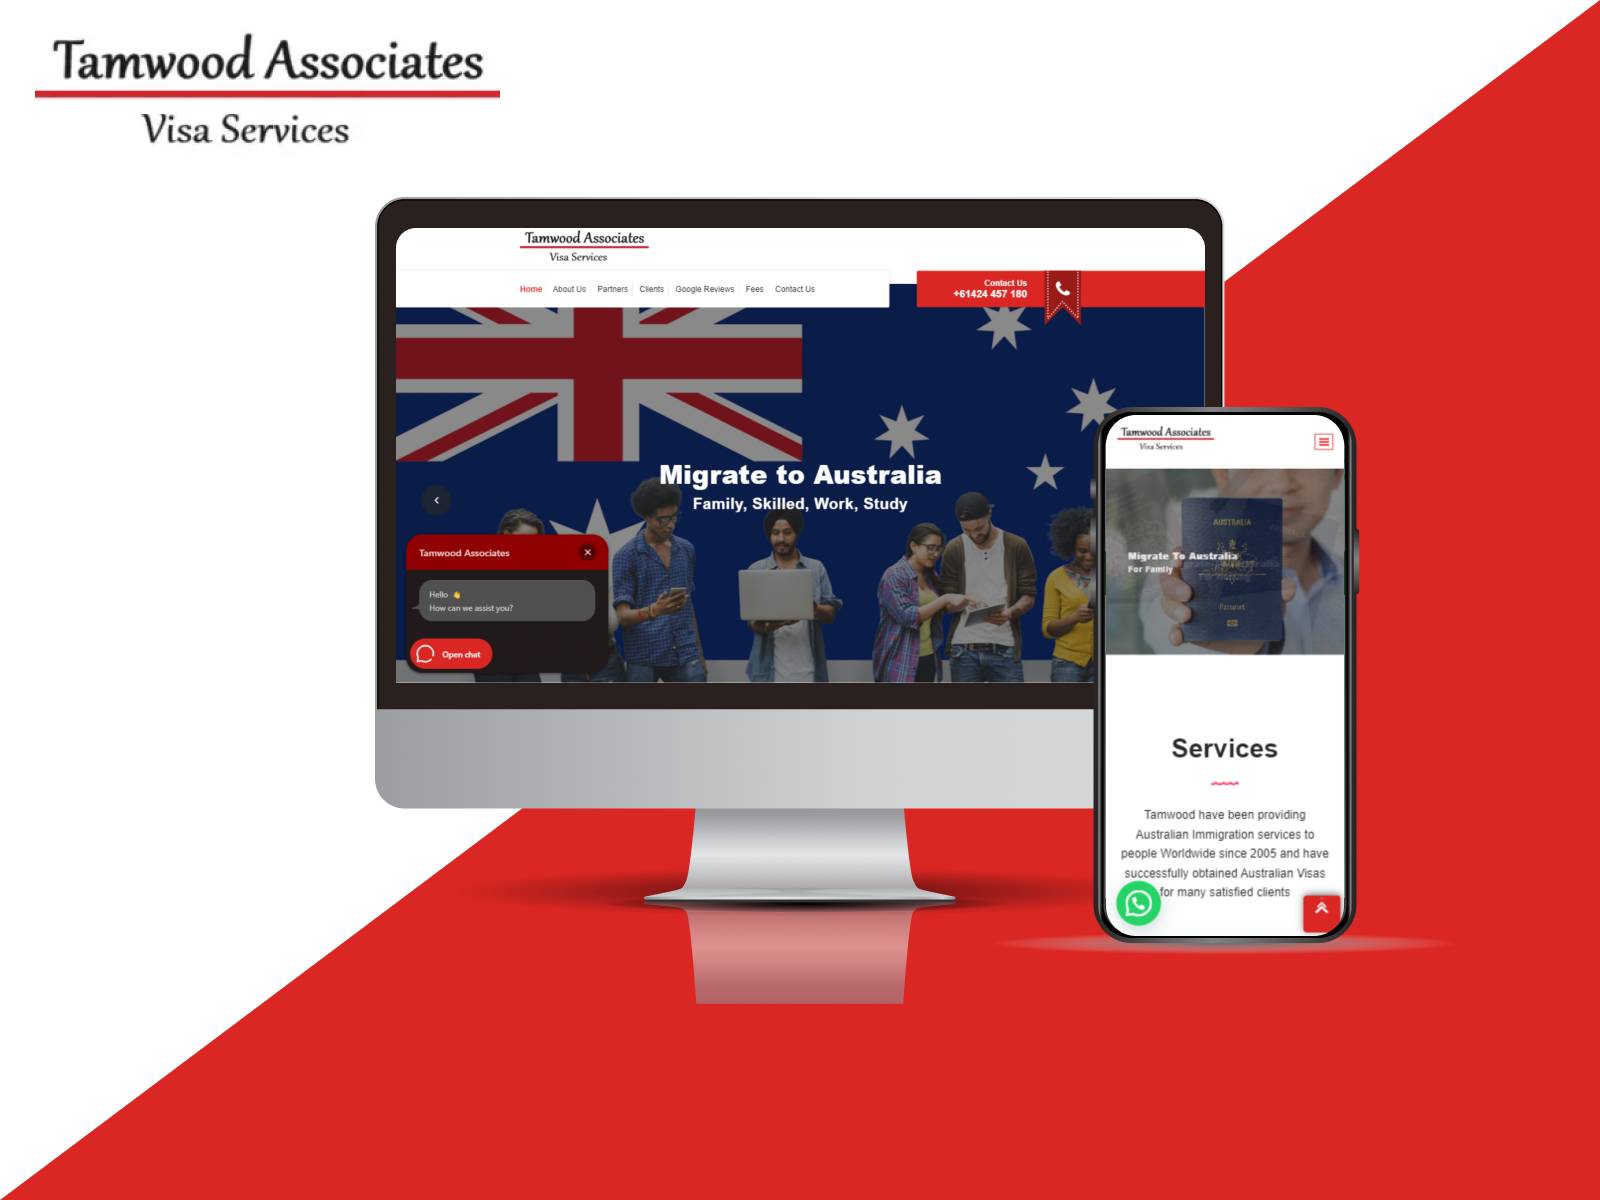 Tamwood Associates
Visa Services
Tamwood Associates
Visa Services
Home About Us Partners Clients Google Reviews Fees Contact Us
Contact Us
+61424 457 180
Migrate to Australia
Family, Skilled, Work, Study
Tamwood Associates
Hello 👋
How can we assist you?
Open chat
Tamwood Associates
Visa Services
AUSTRALIA
Migrate To Australia
For Family
Passport
Services
Tamwood have been providing
Australian Immigration services to
people Worldwide since 2005 and have
successfully obtained Australian Visas
for many satisfied clients